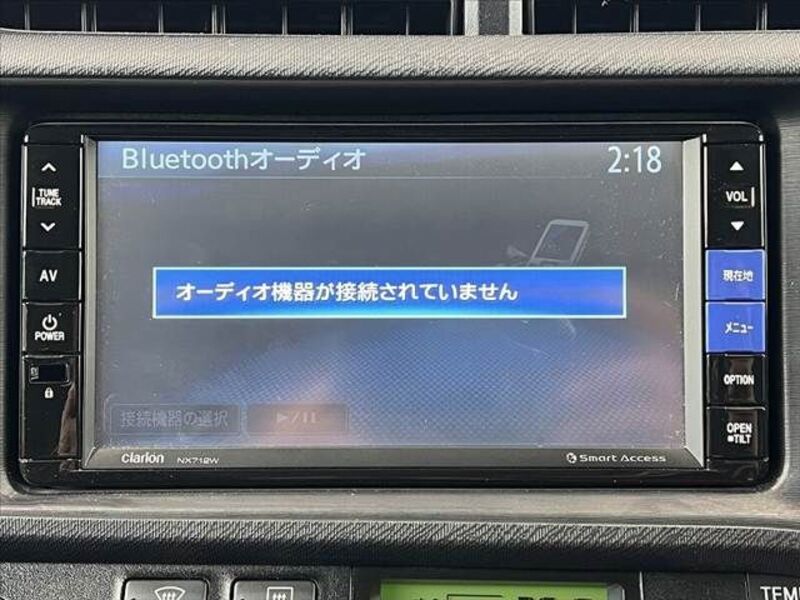 Bluetoothオーディオ 2:18
TUNE
TRACK
AV
POWER
オーディオ機器が接続されていません
接続機器の選択 ▶/II
clarion NX712W Smart Access
VOL
現在地
メニュー
OPTION
OPEN
TILT
TEM